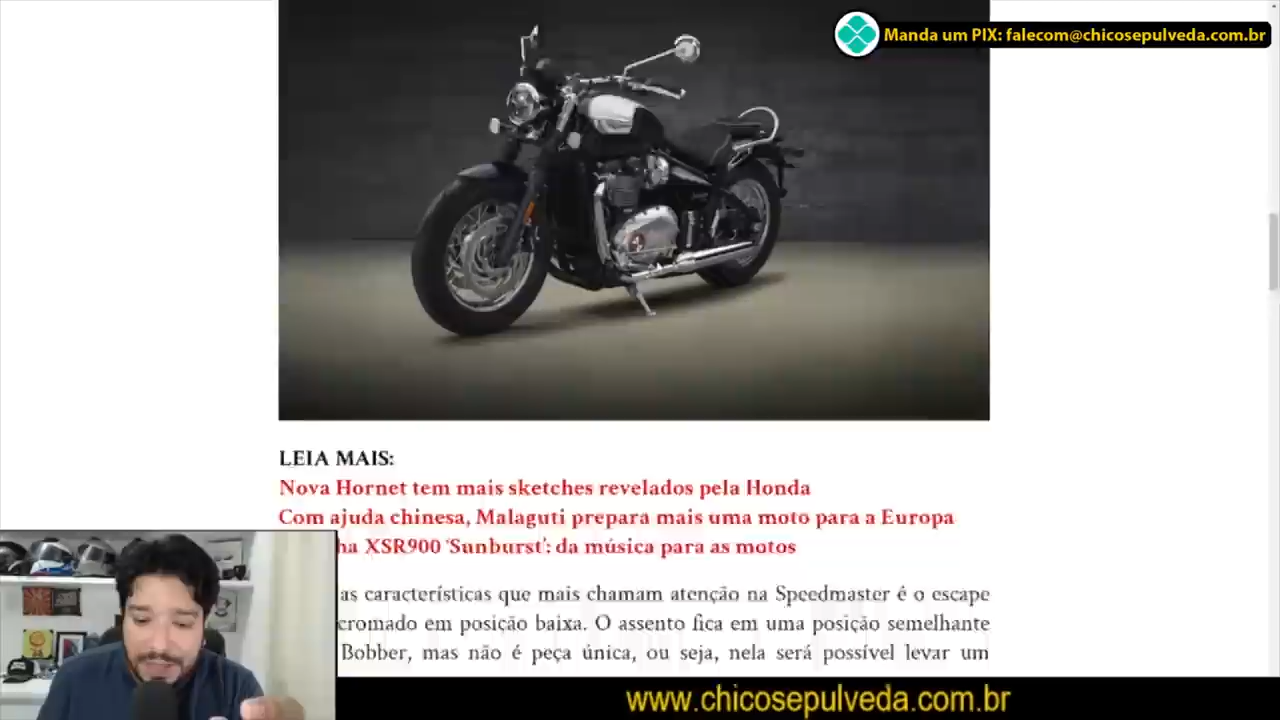 Manda um PIX: falecom@chicosepulveda.com.br
LEIA MAIS:
Nova Hornet tem mais sketches revelados pela Honda
Com ajuda chinesa, Malaguti prepara mais uma moto para a Europa
ha XSR900 'Sunburst': da música para as motos
as características que mais chamam atenção na Speedmaster é o escape
cromado em posição baixa. O assento fica em uma posição semelhante
Bobber, mas não é peça única, ou seja, nela será possível levar um
www.chicosepulveda.com.br